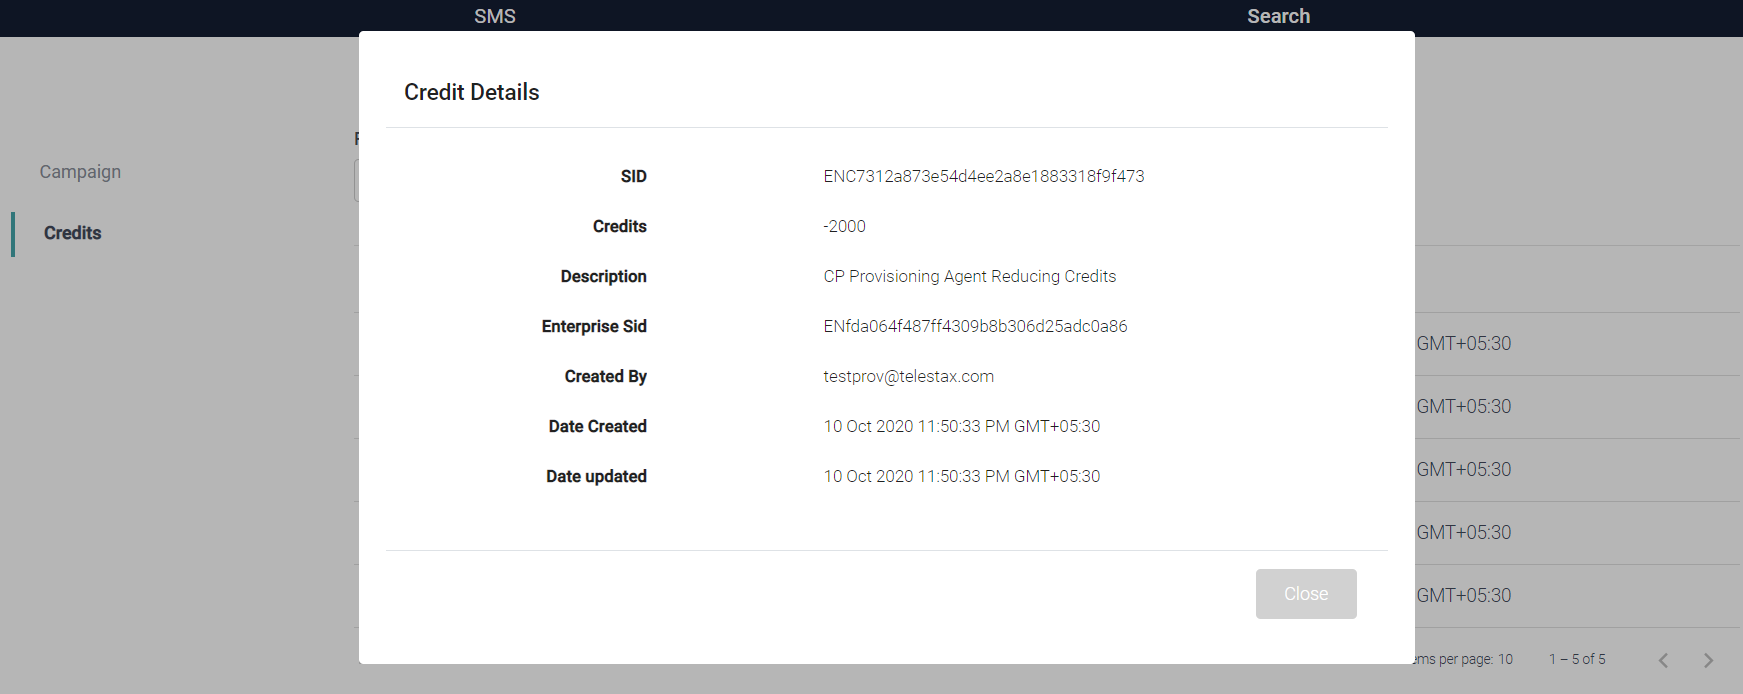 SMS Search
Credit Details
Campaign
Credits
SID ENC7312a873e54d4ee2a8e1883318f9f473
Credits -2000
Description CP Provisioning Agent Reducing Credits
Enterprise Sid ENfda064f487ff4309b8b306d25adc0a86
Created By testprov@telestax.com
Date Created 10 Oct 2020 11:50:33 PM GMT+05:30
Date updated 10 Oct 2020 11:50:33 PM GMT+05:30
Close
GMT+05:30
GMT+05:30
GMT+05:30
GMT+05:30
GMT+05:30
per page: 10 1 – 5 of 5